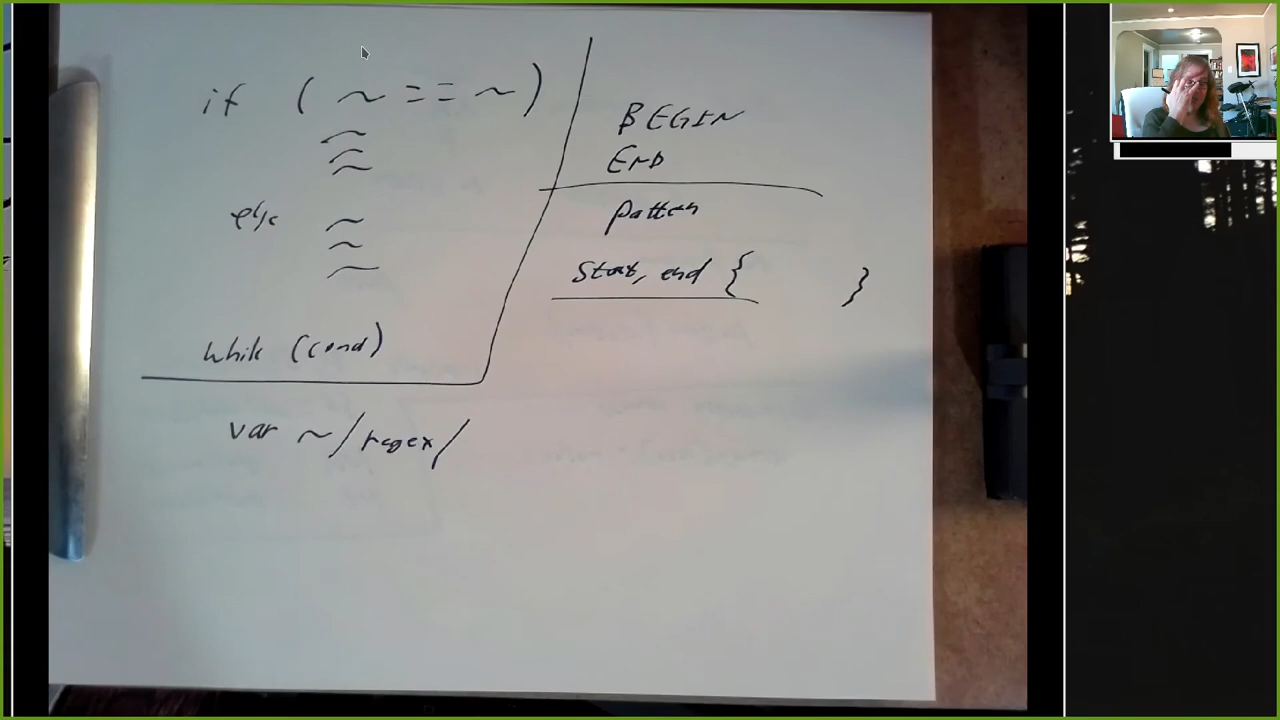 if ( ~ == ~ )
else
while (cond)
var ~ /regex/
BEGIN
END
pattern
start, end { }